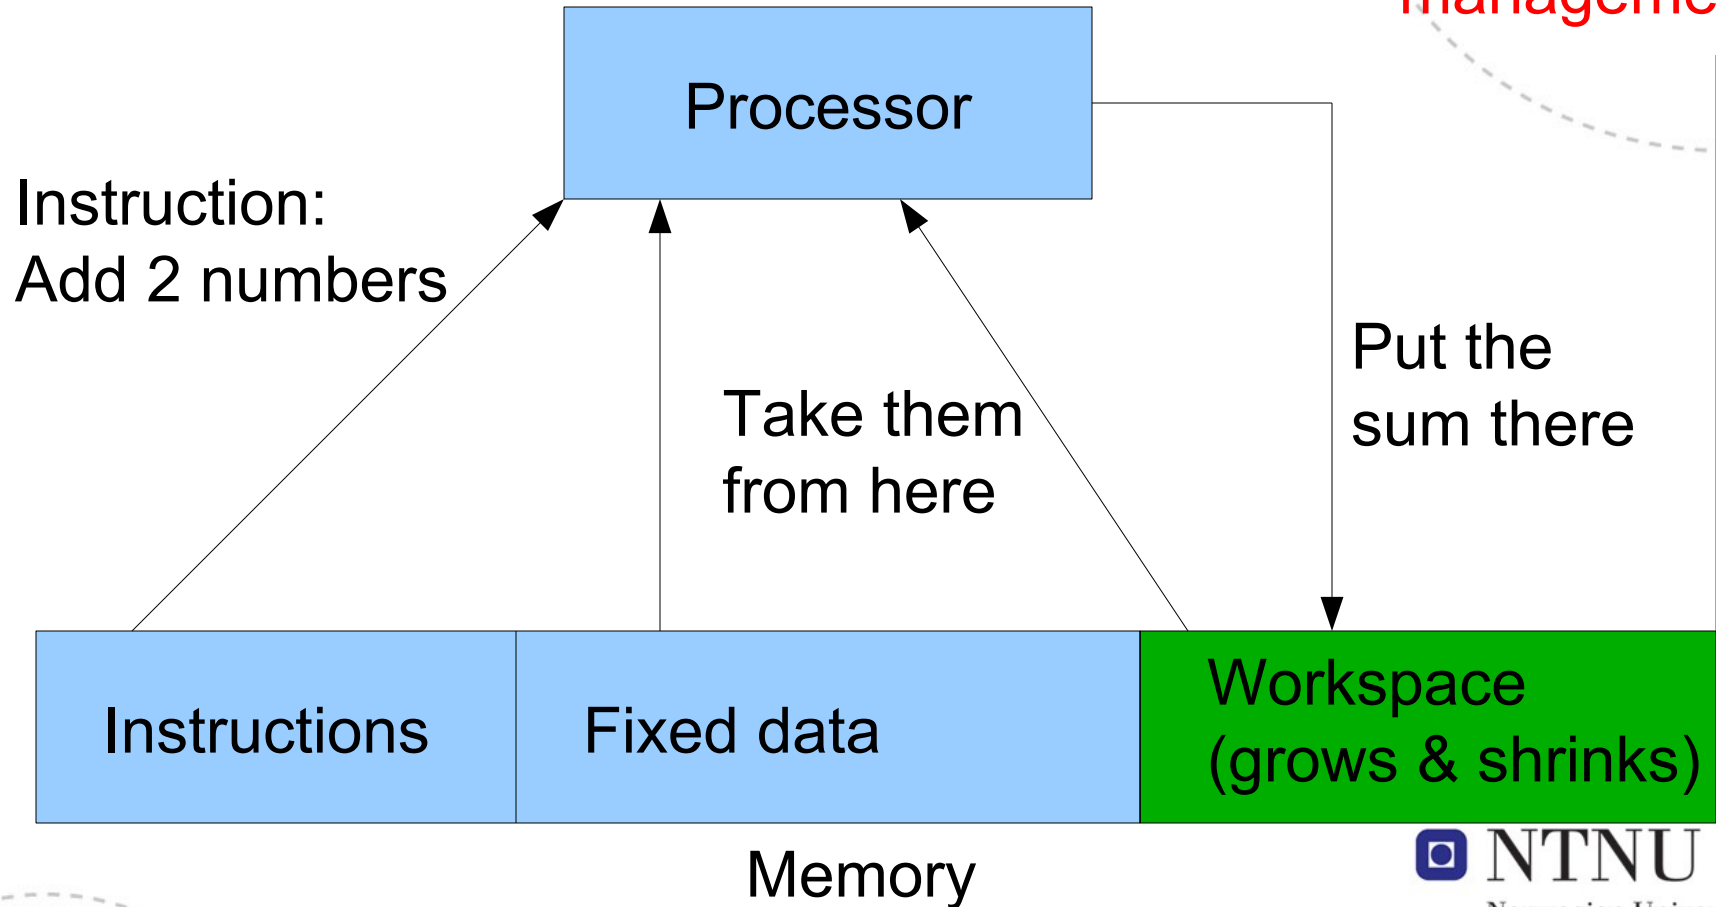 Processor
Instruction:
Add 2 numbers
Put the
sum there
Take them
from here
Instructions
Fixed data
Workspace
(grows & shrinks)
Memory
NTNU